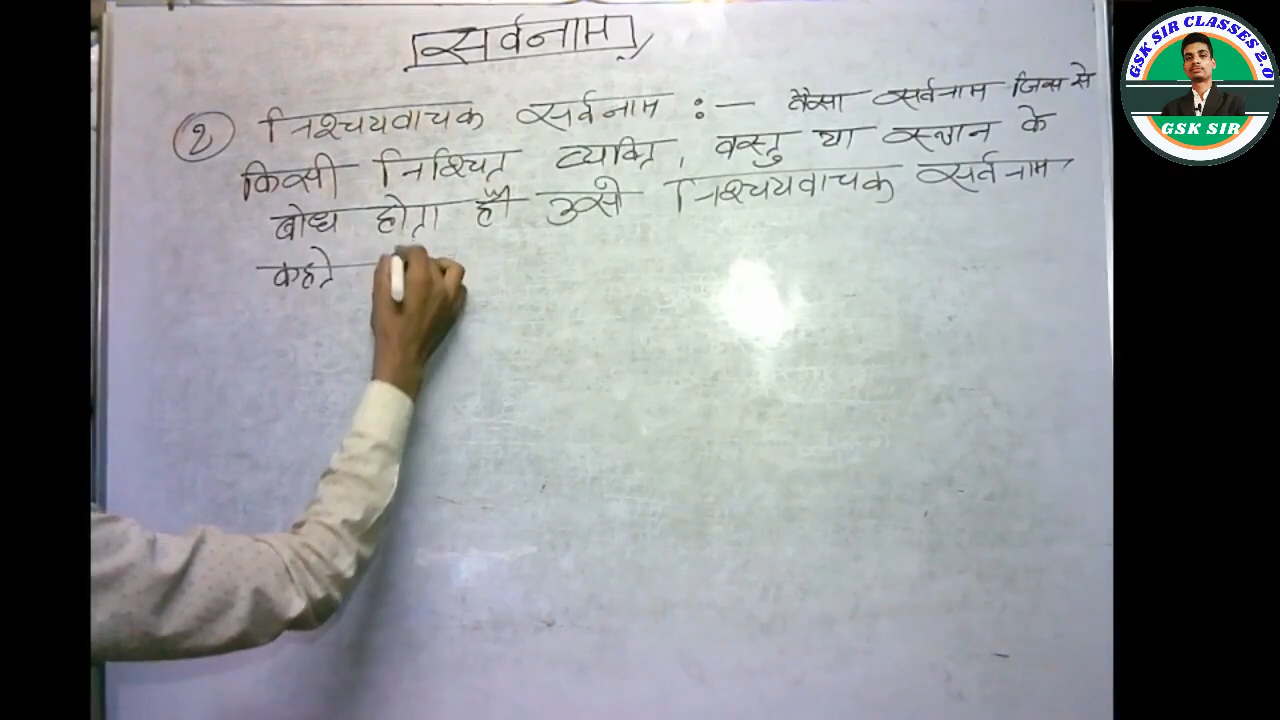 सर्वनाम
२ निश्चयवाचक सर्वनाम :— वैसा सर्वनाम जिस से
किसी निश्चित व्यक्ति, वस्तु या स्थान के
बोध होता है उसे निश्चयवाचक सर्वनाम
कहते
GSK SIR CLASSES 2.0
GSK SIR